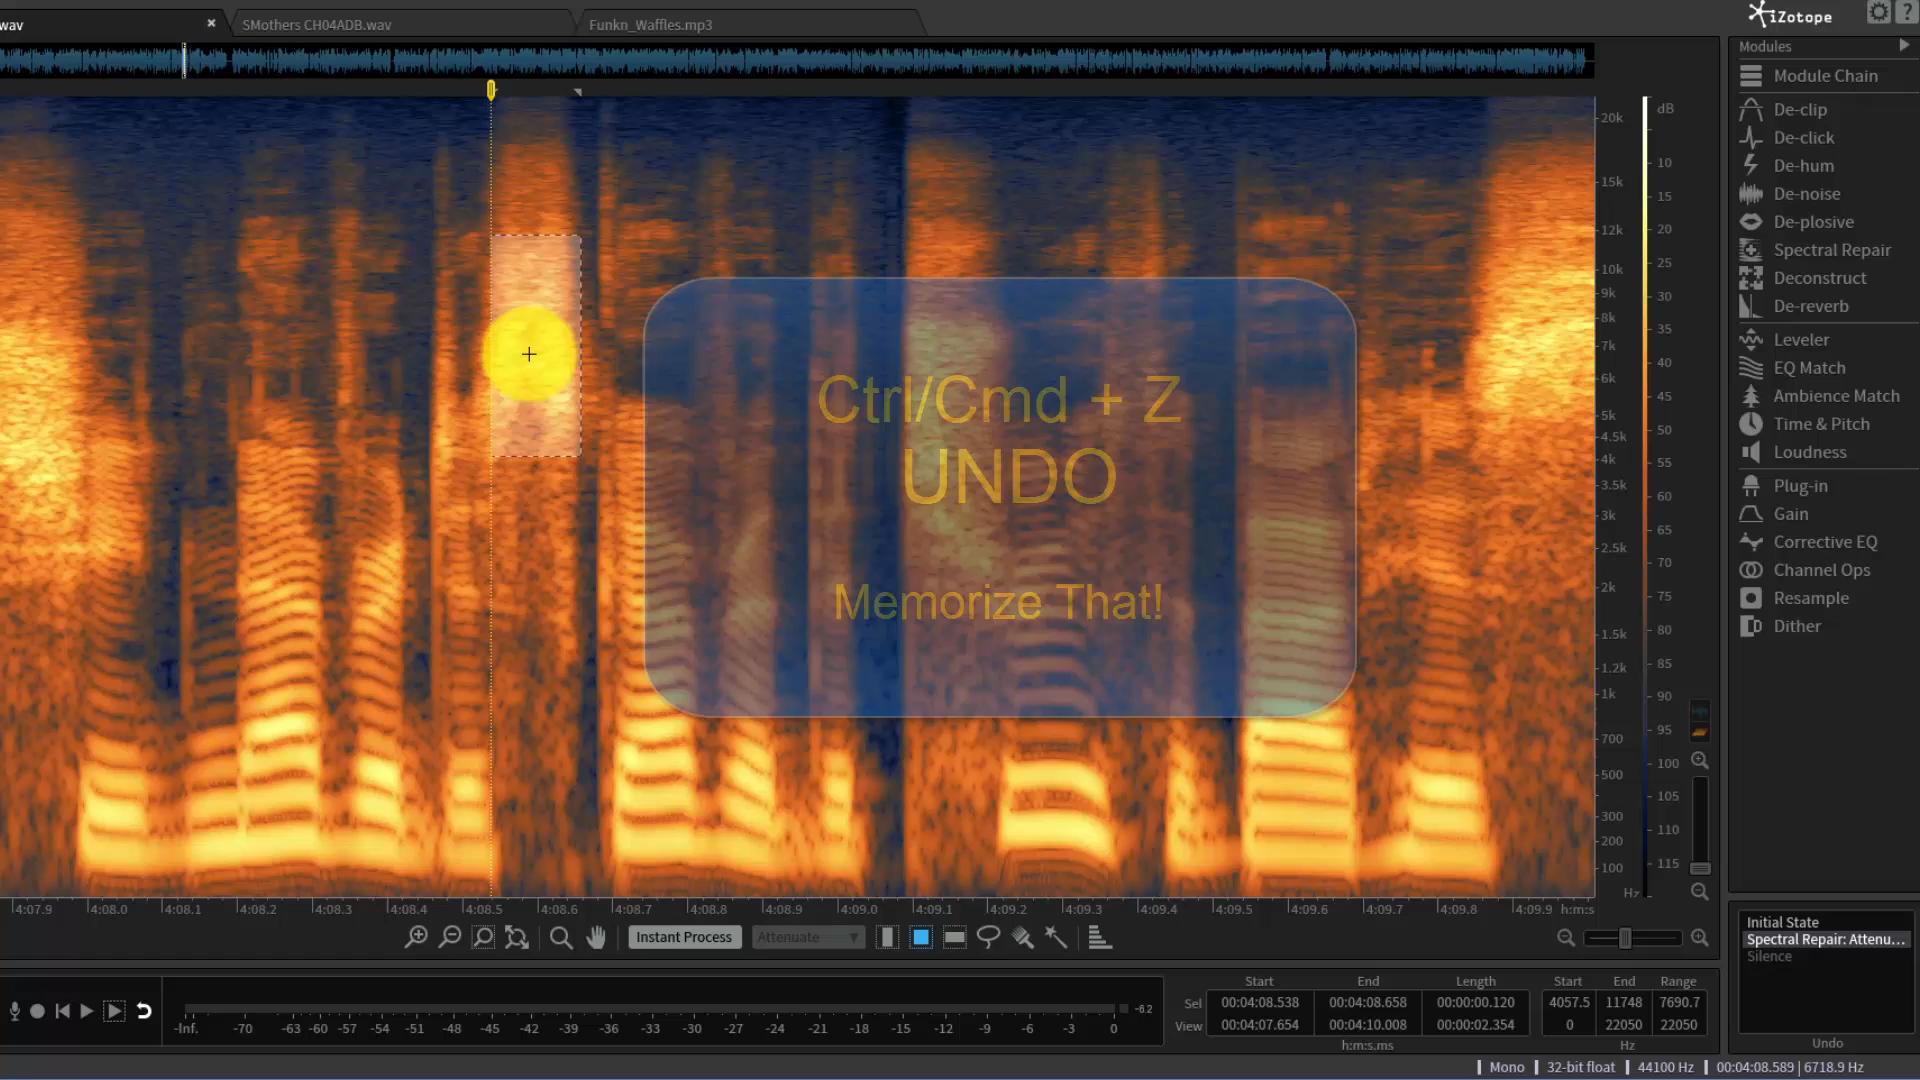 wav
SMothers CH04ADB.wav
Funkn_Waffles.mp3
iZotope
?
Modules
Module Chain
De-clip
De-click
De-hum
De-noise
De-plosive
Spectral Repair
Deconstruct
De-reverb
Leveler
EQ Match
Ambience Match
Time & Pitch
Loudness
Plug-in
Gain
Corrective EQ
Channel Ops
Resample
Dither
dB
10
15
20
25
30
35
40
45
50
55
60
65
70
75
80
85
90
95
100
105
110
115
20k
15k
12k
10k
9k
8k
7k
6k
5k
4.5k
4k
3.5k
3k
2.5k
2k
1.5k
1.2k
1k
700
500
300
200
100
Hz
Ctrl/Cmd + Z
UNDO
Memorize That!
4:07.9 4:08.0 4:08.1 4:08.2 4:08.3 4:08.4 4:08.5 4:08.6 4:08.7 4:08.8 4:08.9 4:09.0 4:09.1 4:09.2 4:09.3 4:09.4 4:09.5 4:09.6 4:09.7 4:09.8 4:09.9 h:m:s
Instant Process
Attenuate
Initial State
Spectral Repair: Attenu...
Silence
Undo
-Inf. -70 -63 -60 -57 -54 -51 -48 -45 -42 -39 -36 -33 -30 -27 -24 -21 -18 -15 -12 -9 -6 -3 0
-6.2
Start End Length Start End Range
Sel 00:04:08.538 00:04:08.658 00:00:00.120 4057.5 11748 7690.7
View 00:04:07.654 00:04:10.008 00:00:02.354 0 22050 22050
h:m:s.ms Hz
Mono 32-bit float 44100 Hz 00:04:08.589 | 6718.9 Hz